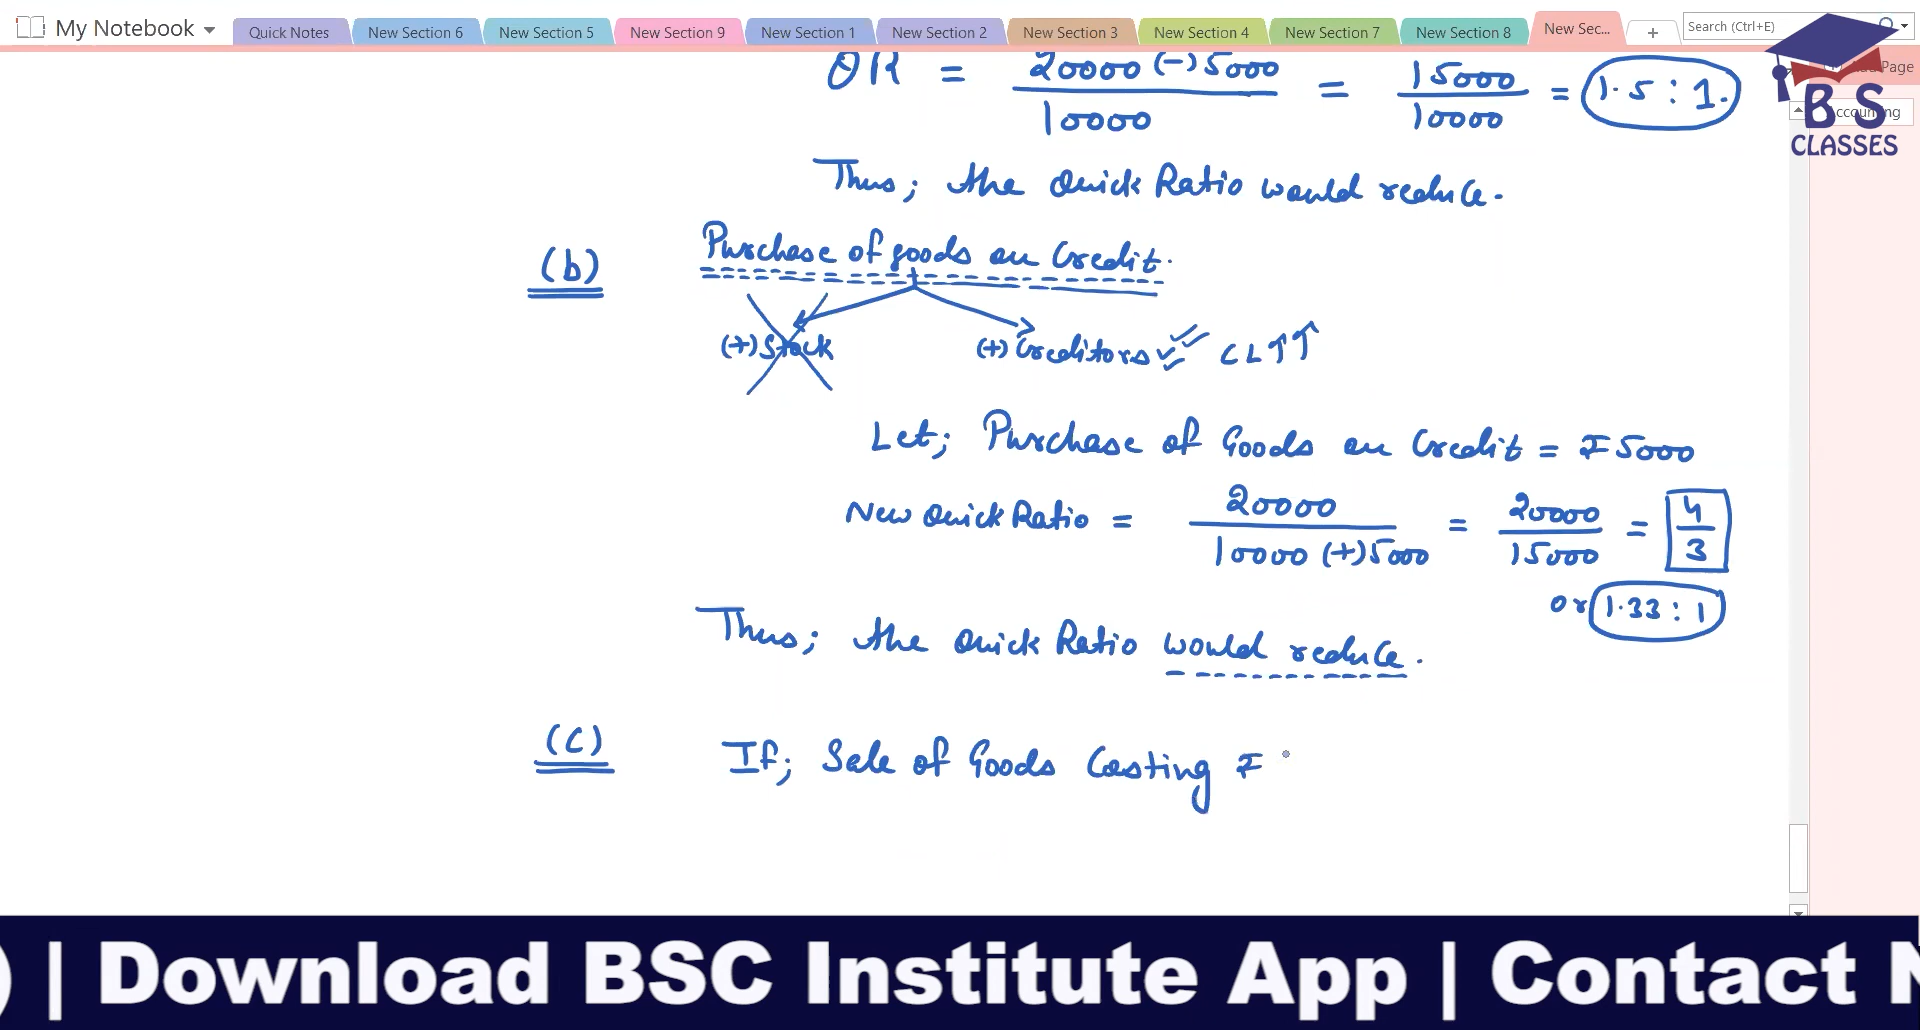 My Notebook Quick Notes New Section 6 New Section 5 New Section 9 New Section 1 New Section 2 New Section 3 New Section 4 New Section 7 New Section 8 New Sec... + Search (Ctrl+E)
Page
BS
CLASSES
QR = 20000 (-) 5000 / 10000 = 15000 / 10000 = 1.5 : 1.
Thus; the Quick Ratio would reduce.
(b) Purchase of goods on Credit.
(+) Stock (+) Creditors ✓✓ CL ↑↑
Let; Purchase of Goods on Credit = ₹5000
New Quick Ratio = 20000 / 10000 (+) 5000 = 20000 / 15000 = 4 / 3
or 1.33 : 1
Thus; the Quick Ratio would reduce.
(c) If; Sale of Goods Costing ₹
) | Download BSC Institute App | Contact N